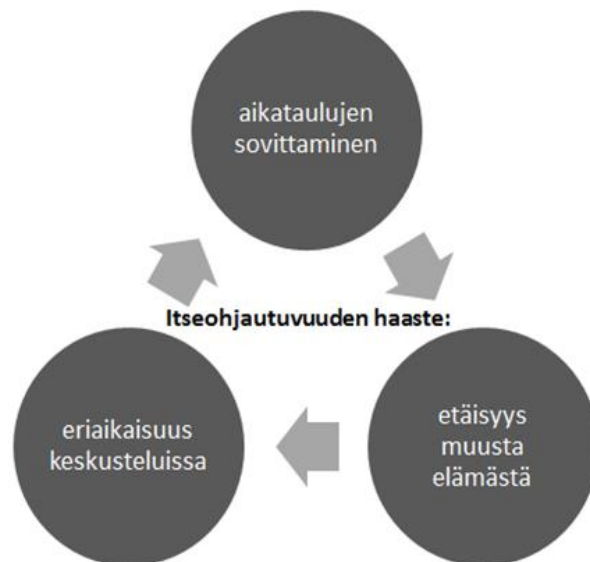 aikataulujen
sovittaminen
Itseohjautuvuuden haaste:
eriaikaisuus
keskusteluissa
etäisyys
muusta
elämästä